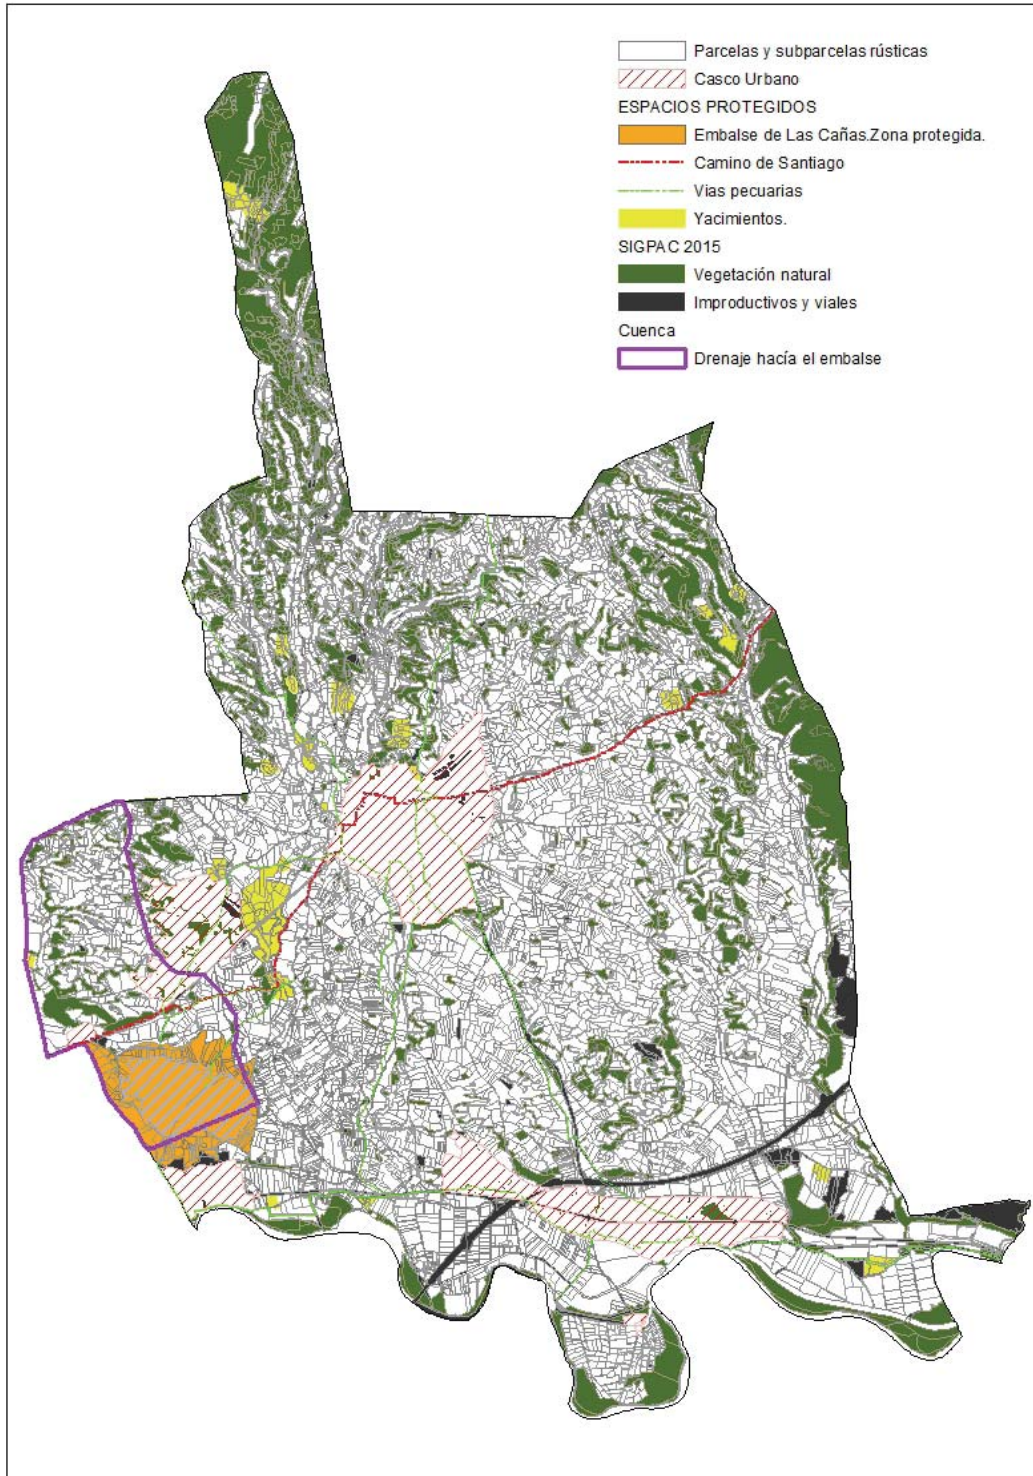 Parcelas y subparcelas rústicas
Casco Urbano
ESPACIOS PROTEGIDOS
Embalse de Las Cañas.Zona protegida.
Camino de Santiago
Vias pecuarias
Yacimientos.
SIGPAC 2015
Vegetación natural
Improductivos y viales
Cuenca
Drenaje hacía el embalse